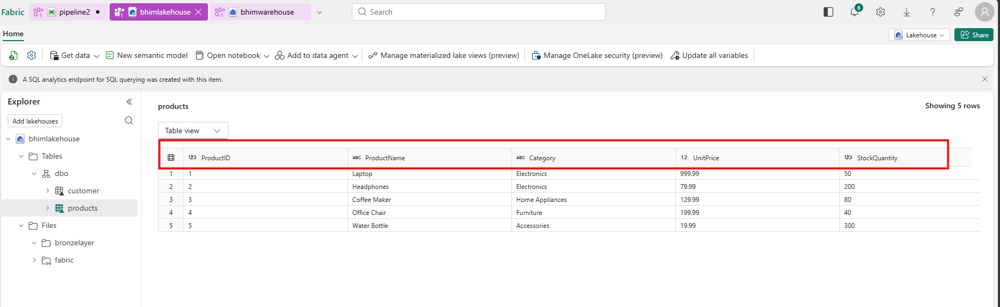 Fabric 1 pipeline2 1 bhimlakehouse 1 bhimwarehouse Search 6 ?
Home Lakehouse Share
Get data New semantic model Open notebook Add to data agent Manage materialized lake views (preview) Manage OneLake security (preview) Update all variables
A SQL analytics endpoint for SQL querying was created with this item.
Explorer
Add lakehouses
bhimlakehouse
Tables
dbo
customer
products
Files
bronzelayer
fabric
products Showing 5 rows
Table view
123 ProductID ABC ProductName ABC Category 1.2 UnitPrice 123 StockQuantity
1 1 Laptop Electronics 999.99 50
2 2 Headphones Electronics 79.99 200
3 3 Coffee Maker Home Appliances 129.99 80
4 4 Office Chair Furniture 199.99 40
5 5 Water Bottle Accessories 19.99 300